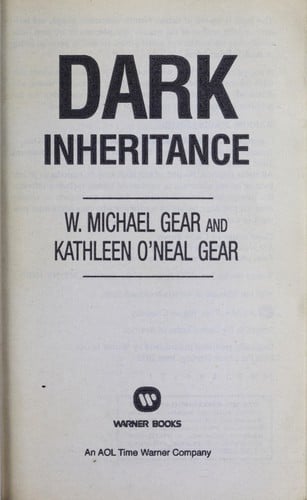 DARK
INHERITANCE
W. MICHAEL GEAR AND
KATHLEEN O'NEAL GEAR
WARNER BOOKS
An AOL Time Warner Company